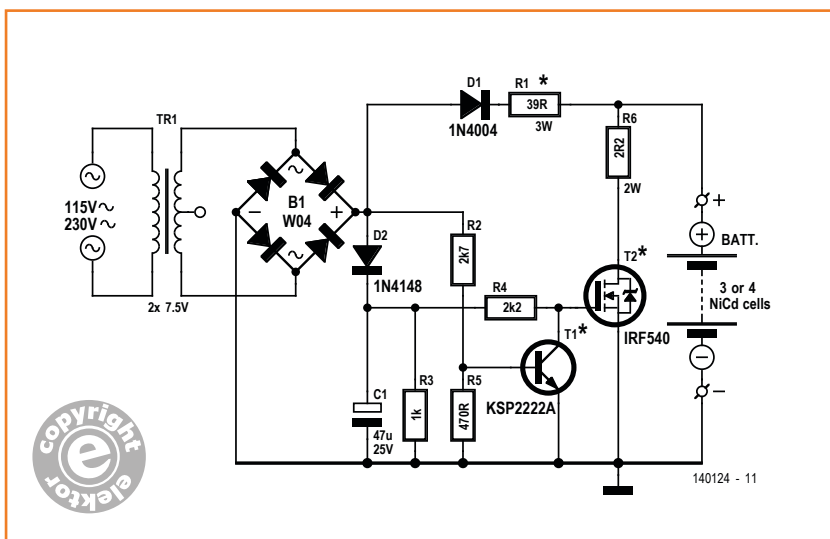 TR1
115V~
230V~
2x 7.5V
~
B1
W04
~
−
+
D1
1N4004
R1 *
39R
3W
R6
2R2
2W
D2
1N4148
R2
2k7
R4
2k2
T1*
KSP2222A
T2*
IRF540
+
+
BATT.
3 or 4
NiCd cells
−
−
C1
47u
25V
R3
1k
R5
470R
copyright
e
elektor
140124 - 11